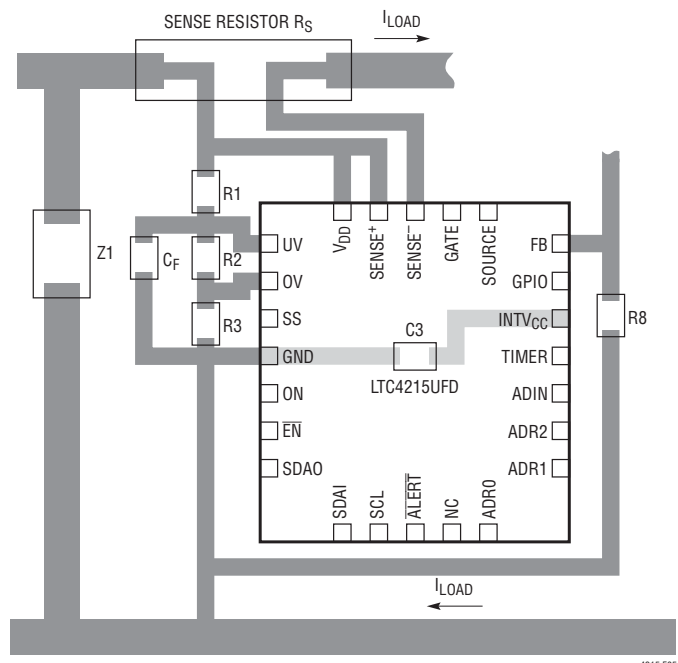 SENSE RESISTOR RS
ILOAD
R1
Z1
CF
R2
R3
UV
OV
SS
GND
ON
EN
SDAO
VDD
SENSE+
SENSE−
GATE
SOURCE
FB
GPIO
INTVCC
TIMER
ADIN
ADR2
ADR1
C3
LTC4215UFD
R8
SDAI
SCL
ALERT
NC
ADR0
ILOAD